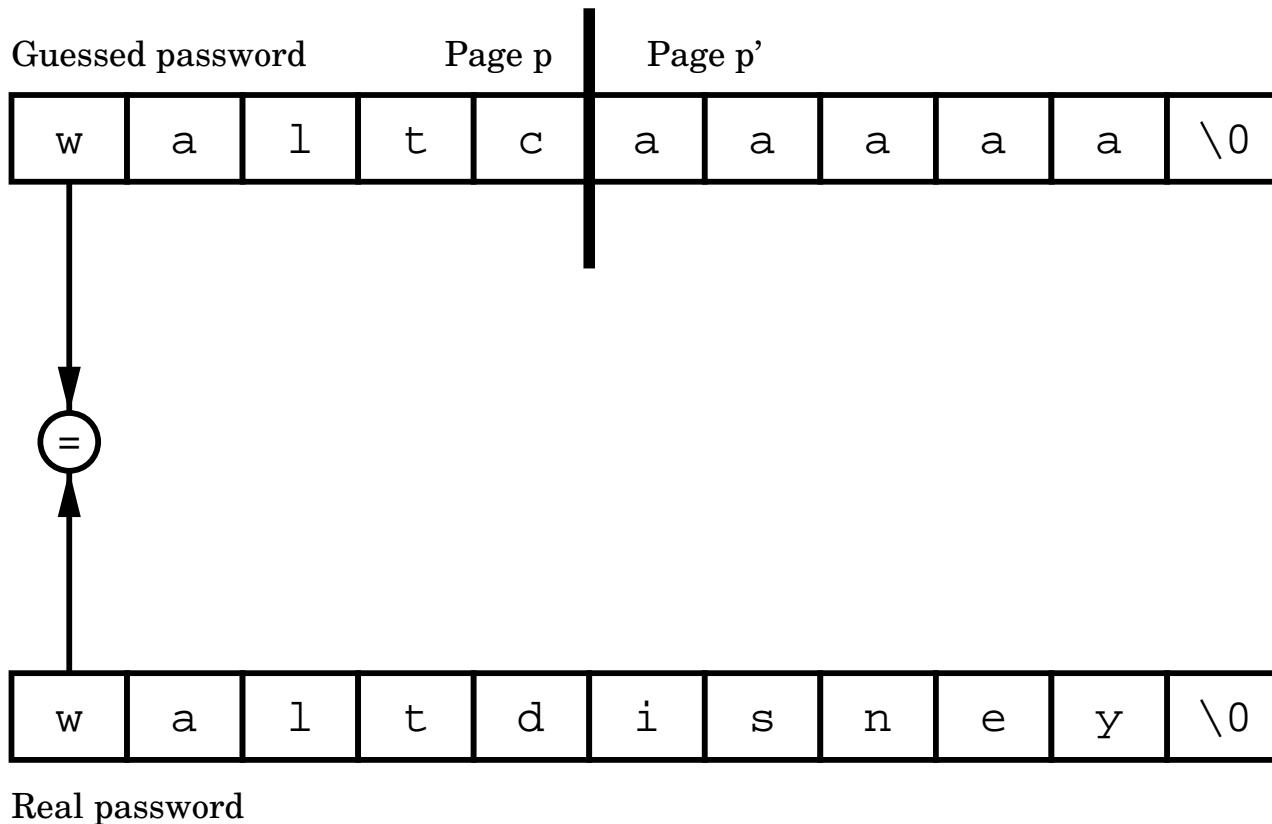 Guessed password Page p Page p’
w a l t c a a a a a \0
=
w a l t d i s n e y \0
Real password